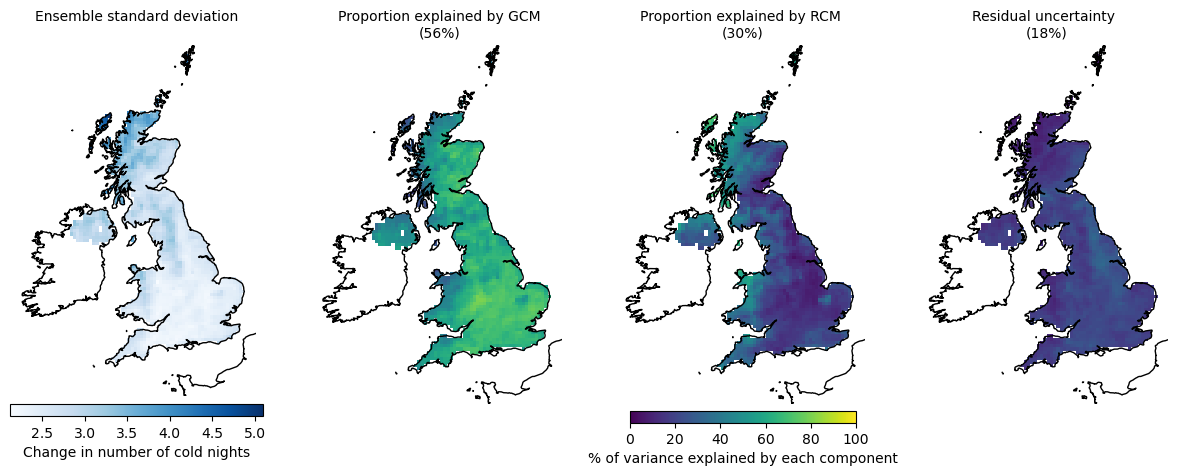 Ensemble standard deviation
Proportion explained by GCM
(56%)
Proportion explained by RCM
(30%)
Residual uncertainty
(18%)
2.5 3.0 3.5 4.0 4.5 5.0
Change in number of cold nights
0 20 40 60 80 100
% of variance explained by each component